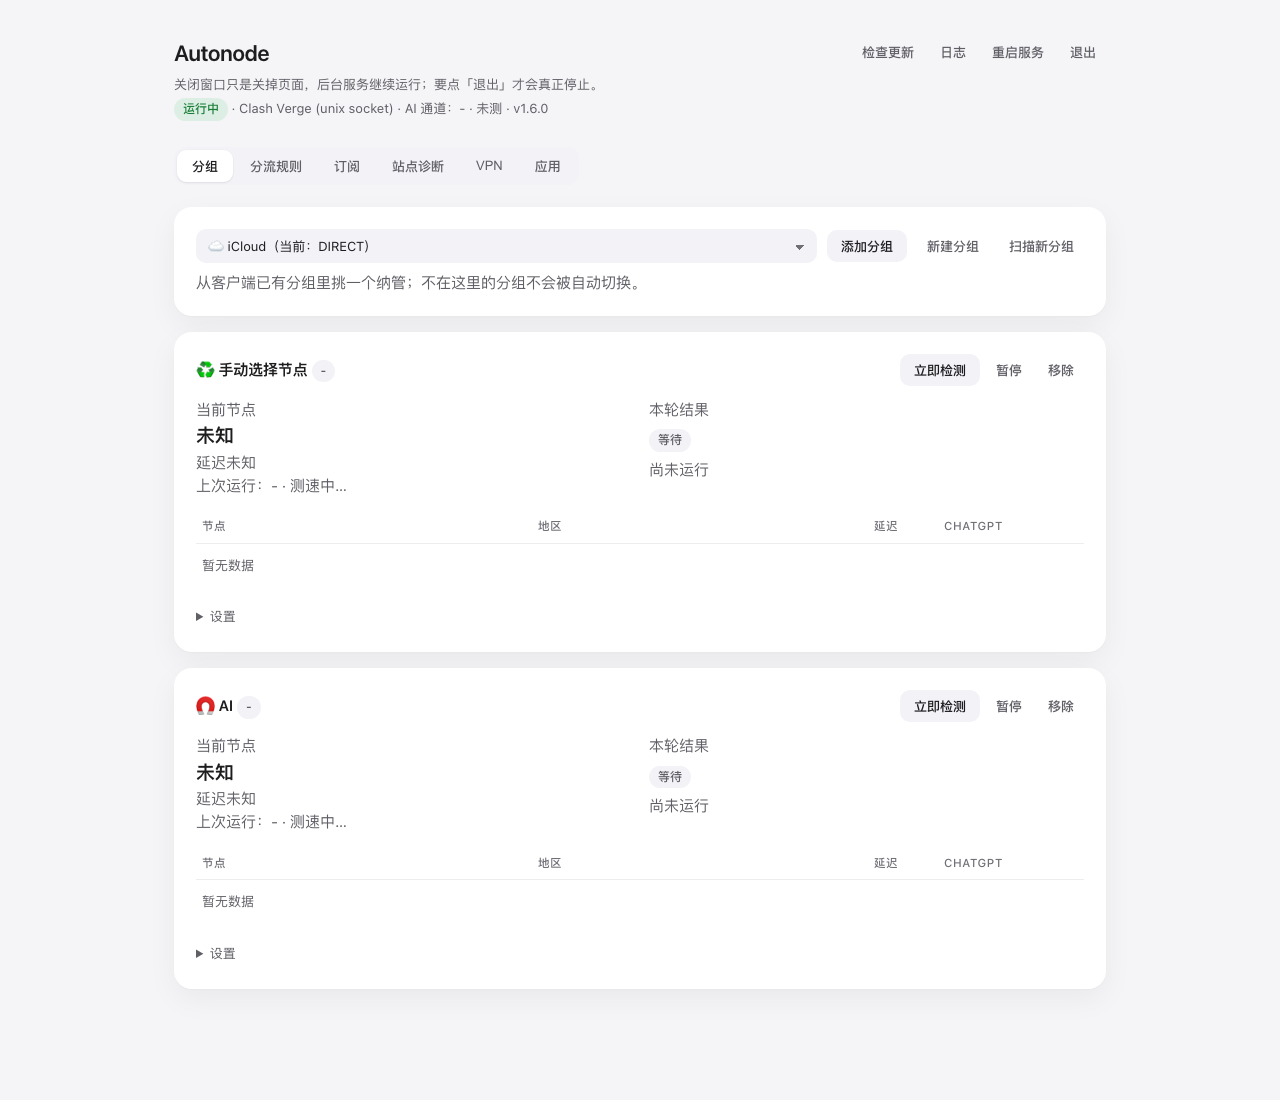 Autonode
检查更新 日志 重启服务 退出
关闭窗口只是关掉页面，后台服务继续运行；要点「退出」才会真正停止。
运行中 · Clash Verge (unix socket) · AI 通道：- · 未测 · v1.6.0
分组 分流规则 订阅 站点诊断 VPN 应用
☁️ iCloud（当前：DIRECT） 添加分组 新建分组 扫描新分组
从客户端已有分组里挑一个纳管；不在这里的分组不会被自动切换。
♻️ 手动选择节点 - 立即检测 暂停 移除
当前节点 本轮结果
未知 等待
延迟未知 尚未运行
上次运行：- · 测速中...
节点 地区 延迟 CHATGPT
暂无数据
▶ 设置
🧲 AI - 立即检测 暂停 移除
当前节点 本轮结果
未知 等待
延迟未知 尚未运行
上次运行：- · 测速中...
节点 地区 延迟 CHATGPT
暂无数据
▶ 设置